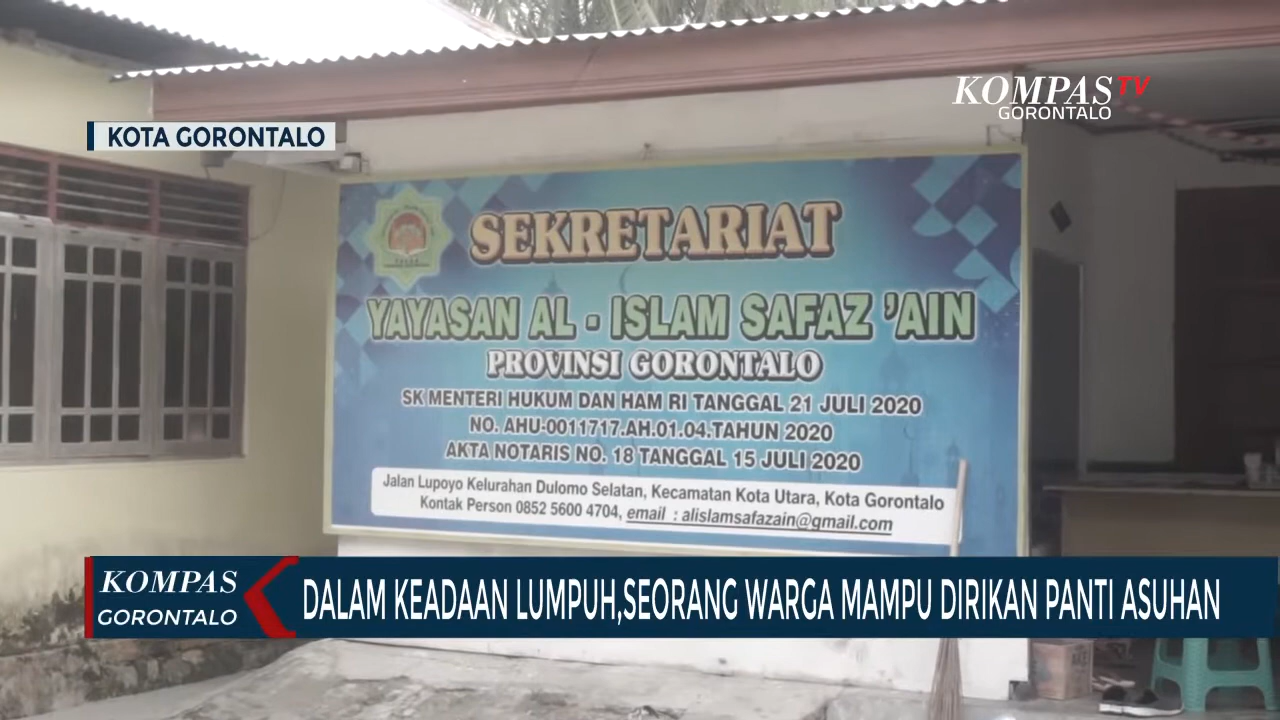 KOMPAS TV
GORONTALO
KOTA GORONTALO
SEKRETARIAT
YAYASAN AL - ISLAM SAFAZ 'AIN
PROVINSI GORONTALO
SK MENTERI HUKUM DAN HAM RI TANGGAL 21 JULI 2020
NO. AHU-0011717.AH.01.04.TAHUN 2020
AKTA NOTARIS NO. 18 TANGGAL 15 JULI 2020
Jalan Lupoyo Kelurahan Dulomo Selatan, Kecamatan Kota Utara, Kota Gorontalo
Kontak Person 0852 5600 4704, email : alislamsafazain@gmail.com
KOMPAS
GORONTALO
DALAM KEADAAN LUMPUH,SEORANG WARGA MAMPU DIRIKAN PANTI ASUHAN